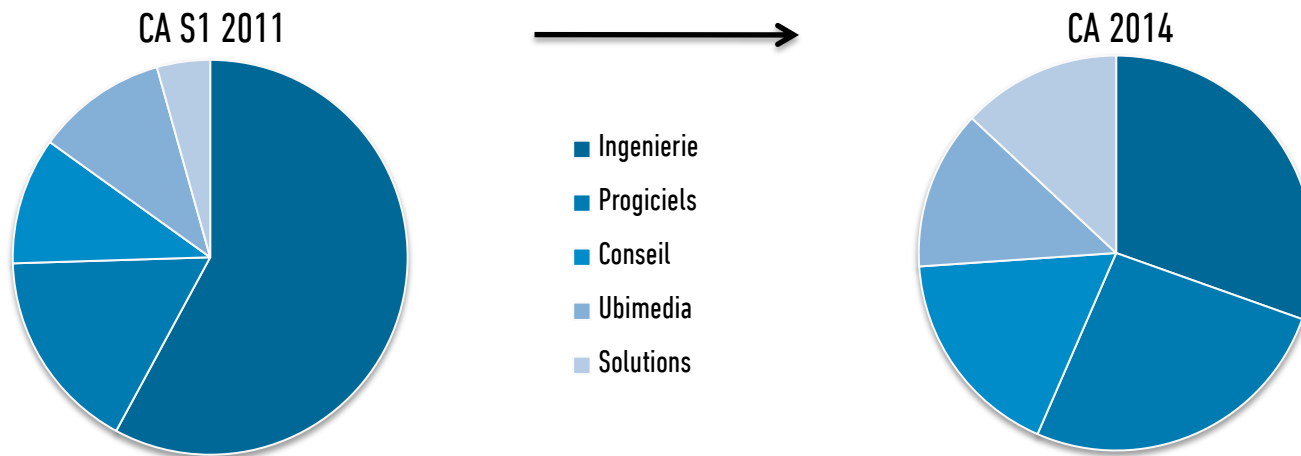 CA S1 2011
CA 2014
Ingenierie
Progiciels
Conseil
Ubimedia
Solutions